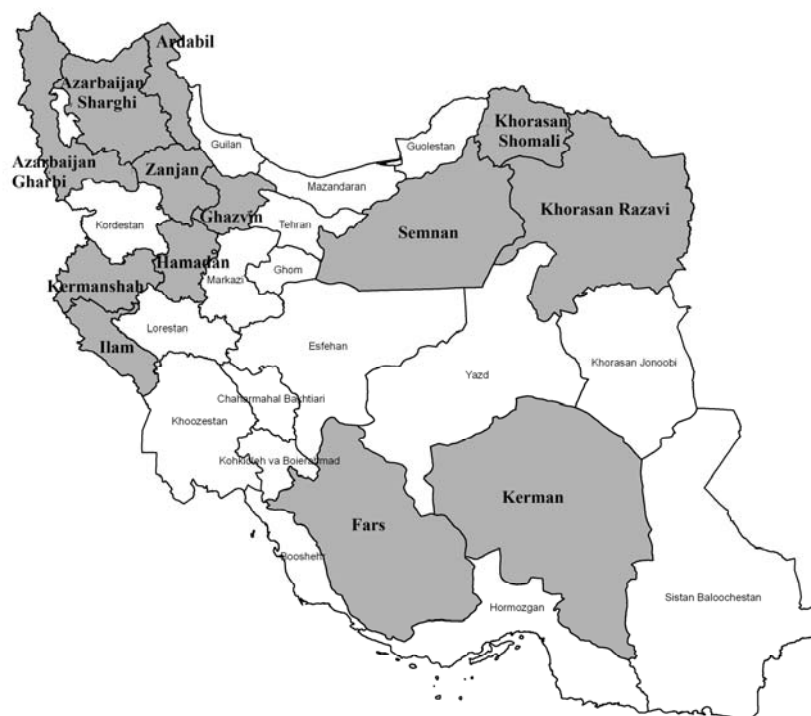 Ardabil
Azarbaijan
Sharghi
Khorasan
Shomali
Guilan
Guolestan
Azarbaijan
Gharbi
Zanjan
Mazandaran
Khorasan Razavi
Ghazvin
Kordestan
Tehran
Semnan
Hamadan
Ghom
Markazi
Kermanshah
Lorestan
Ilam
Esfehan
Khorasan Jonoobi
Yazd
Chaharmahal Bakhtiari
Khoozestan
Kohkiloeh va Boierahmad
Kerman
Fars
Booshehr
Sistan Baloochestan
Hormozgan